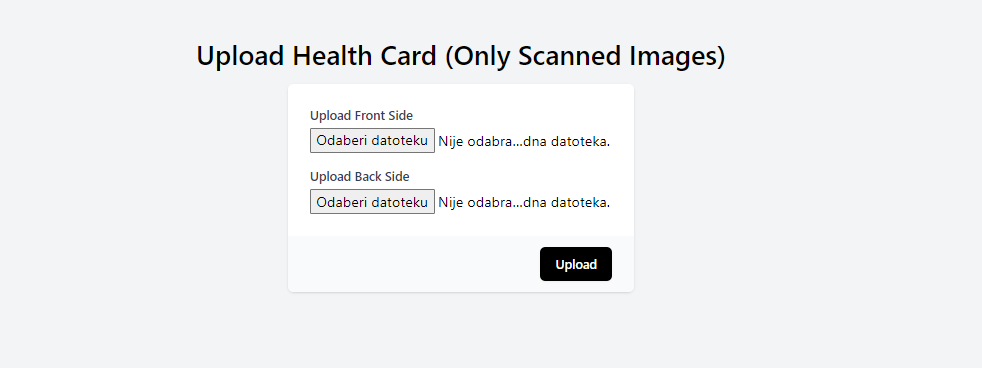 Upload Health Card (Only Scanned Images)
Upload Front Side
Odaberi datoteku Nije odabra...dna datoteka.
Upload Back Side
Odaberi datoteku Nije odabra...dna datoteka.
Upload